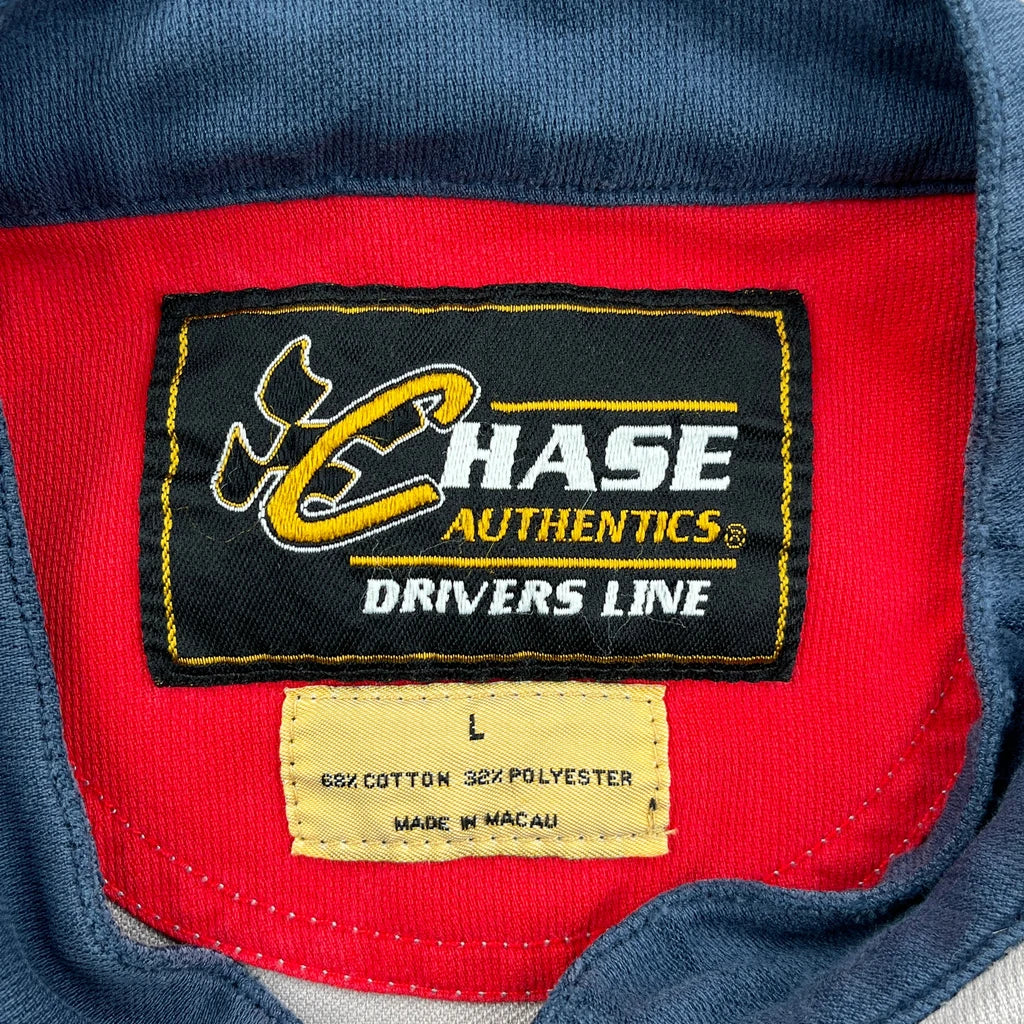 CHASE
AUTHENTICS®
DRIVERS LINE
L
68% COTTON 32% POLYESTER
MADE IN MACAU